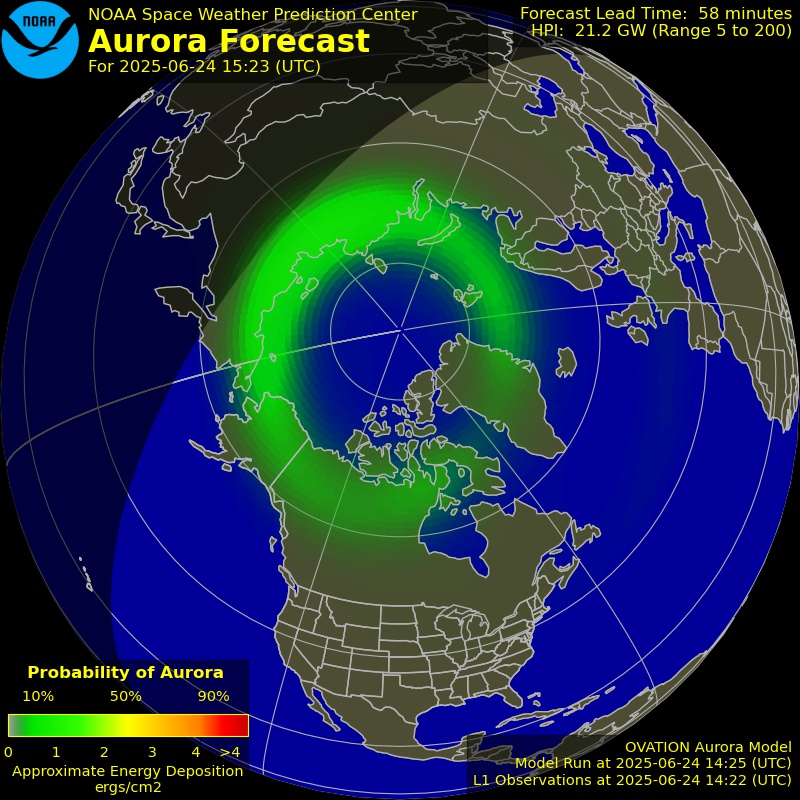 NOAA
NOAA Space Weather Prediction Center
Aurora Forecast
For 2025-06-24 15:23 (UTC)
Forecast Lead Time: 58 minutes
HPI: 21.2 GW (Range 5 to 200)
Probability of Aurora
10% 50% 90%
0 1 2 3 4 >4
Approximate Energy Deposition
ergs/cm2
OVATION Aurora Model
Model Run at 2025-06-24 14:25 (UTC)
L1 Observations at 2025-06-24 14:22 (UTC)